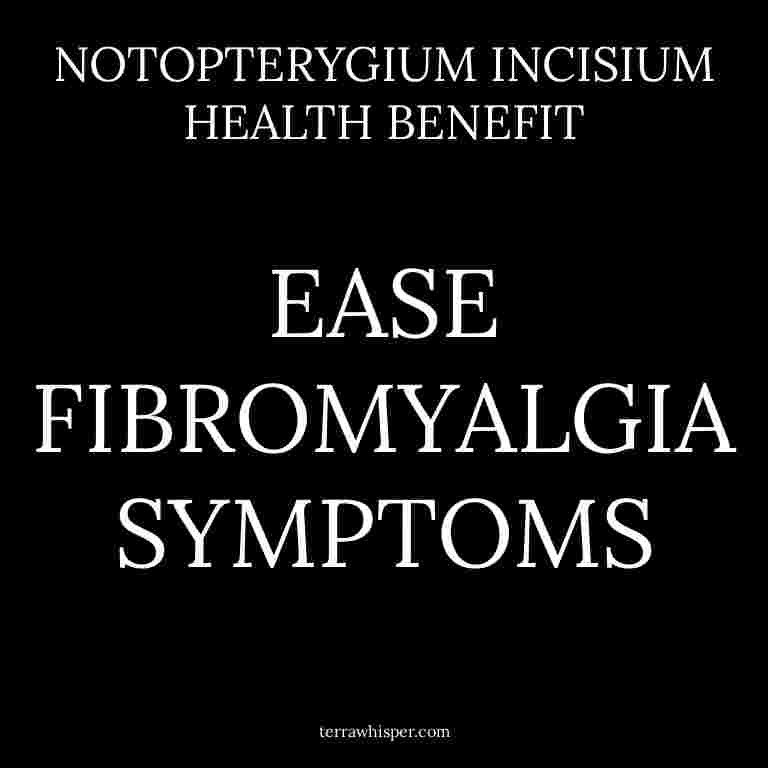 NOTOPTERYGIUM INCISIUM
HEALTH BENEFIT
EASE
FIBROMYALGIA
SYMPTOMS
terrawhisper.com